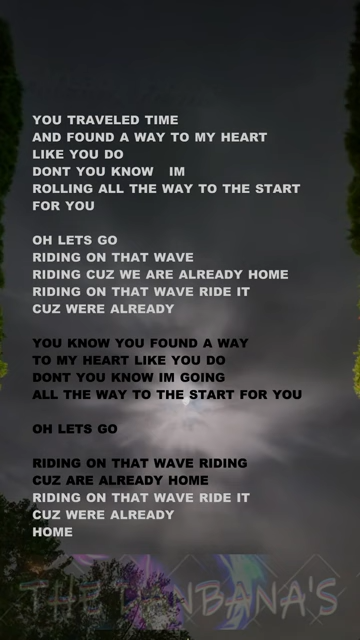 YOU TRAVELED TIME
AND FOUND A WAY TO MY HEART
LIKE YOU DO
DONT YOU KNOW IM
ROLLING ALL THE WAY TO THE START
FOR YOU
OH LETS GO
RIDING ON THAT WAVE
RIDING CUZ WE ARE ALREADY HOME
RIDING ON THAT WAVE RIDE IT
CUZ WERE ALREADY
YOU KNOW YOU FOUND A WAY
TO MY HEART LIKE YOU DO
DONT YOU KNOW IM GOING
ALL THE WAY TO THE START FOR YOU
OH LETS GO
RIDING ON THAT WAVE RIDING
CUZ ARE ALREADY HOME
RIDING ON THAT WAVE RIDE IT
CUZ WERE ALREADY
HOME
THE